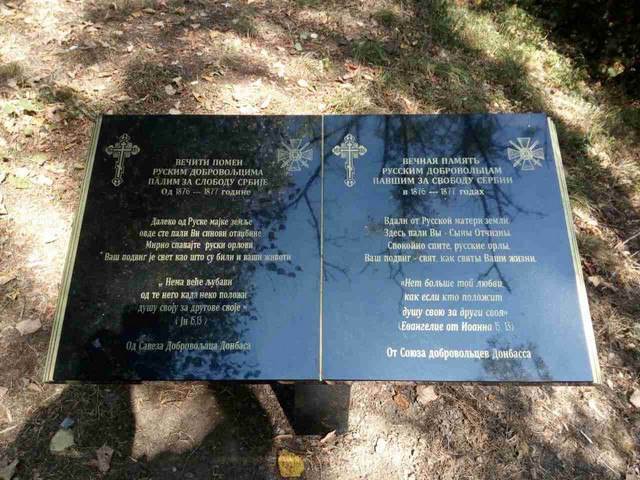 ВЕЧИТИ ПОМЕН
РУСКИМ ДОБРОВОЉЦИМА
ПАЛИМ ЗА СЛОБОДУ СРБИЈЕ
Од 1876 - 1877 године
Далеко од Руске мајке земље
овде сте пали Ви синови отаџбине
Мирно спавајте руски орлови
Ваш подвиг је свет као што су били и ваши животи
„ Нема веће љубави
од те него када неко положи
душу своју за другове своје "
( Јн
Од Савеза Добровољаца Донбаса
ВЕЧНАЯ ПАМЯТЬ
РУССКИМ ДОБРОВОЛЬЦАМ
ПАВШИМ ЗА СВОБОДУ СЕРБИИ
в 1876 - 1877 годах
Вдали от Русской матери земли
Здесь пали Вы - Сыны Отчизны
Спокойно спите, русские орлы,
Ваш подвиг - свят, как святы Ваши жизни.
«Нет больше той любви,
как если кто положит
душу свою за други своя»
(Евангелие от Иоанна 15, 13)
От Союза добровольцев Донбасса